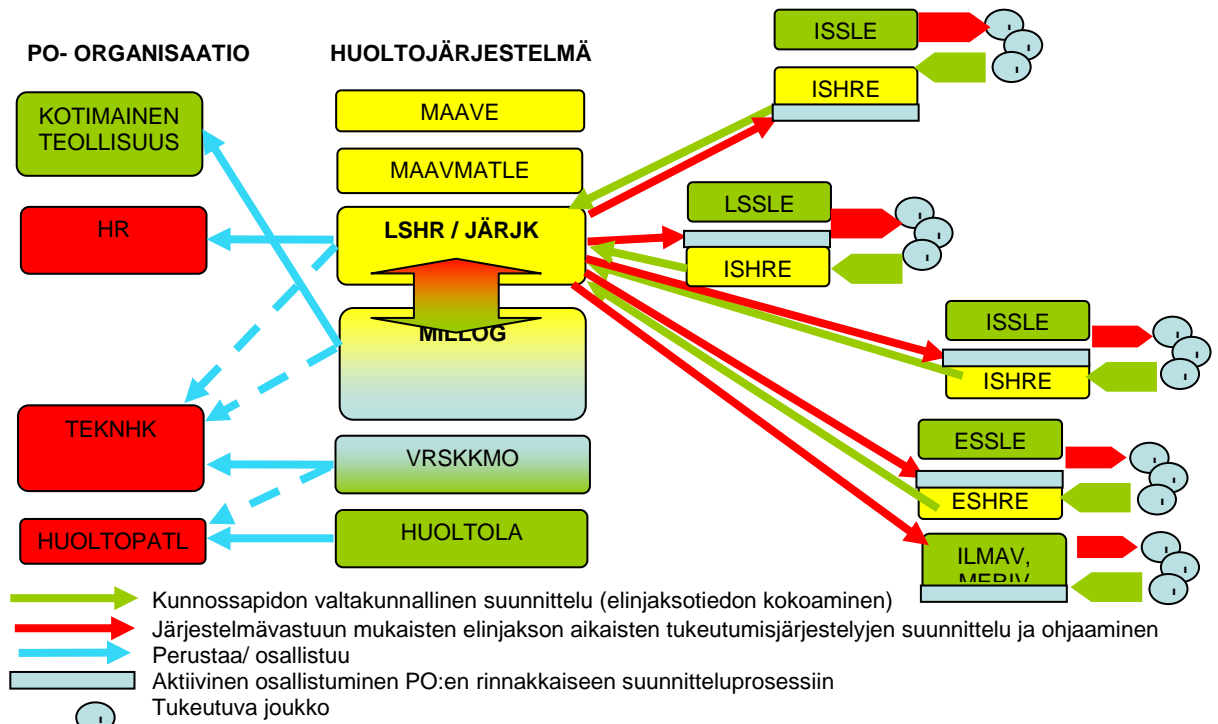 PO- ORGANISAATIO
HUOLTOJÄRJESTELMÄ
KOTIMAINEN
TEOLLISUUS
HR
TEKNHK
HUOLTOPATL
MAAVE
MAAVMATLE
LSHR / JÄRJK
MILLOG
VRSKKMO
HUOLTOLA
ISSLE
ISHRE
LSSLE
ISHRE
ISSLE
ISHRE
ESSLE
ESHRE
ILMAV,
MERIV
Kunnossapidon valtakunnallinen suunnittelu (elinjaksotiedon kokoaminen)
Järjestelmävastuun mukaisten elinjakson aikaisten tukeutumisjärjestelyjen suunnittelu ja ohjaaminen
Perustaa/ osallistuu
Aktiivinen osallistuminen PO:en rinnakkaiseen suunnitteluprosessiin
Tukeutuva joukko